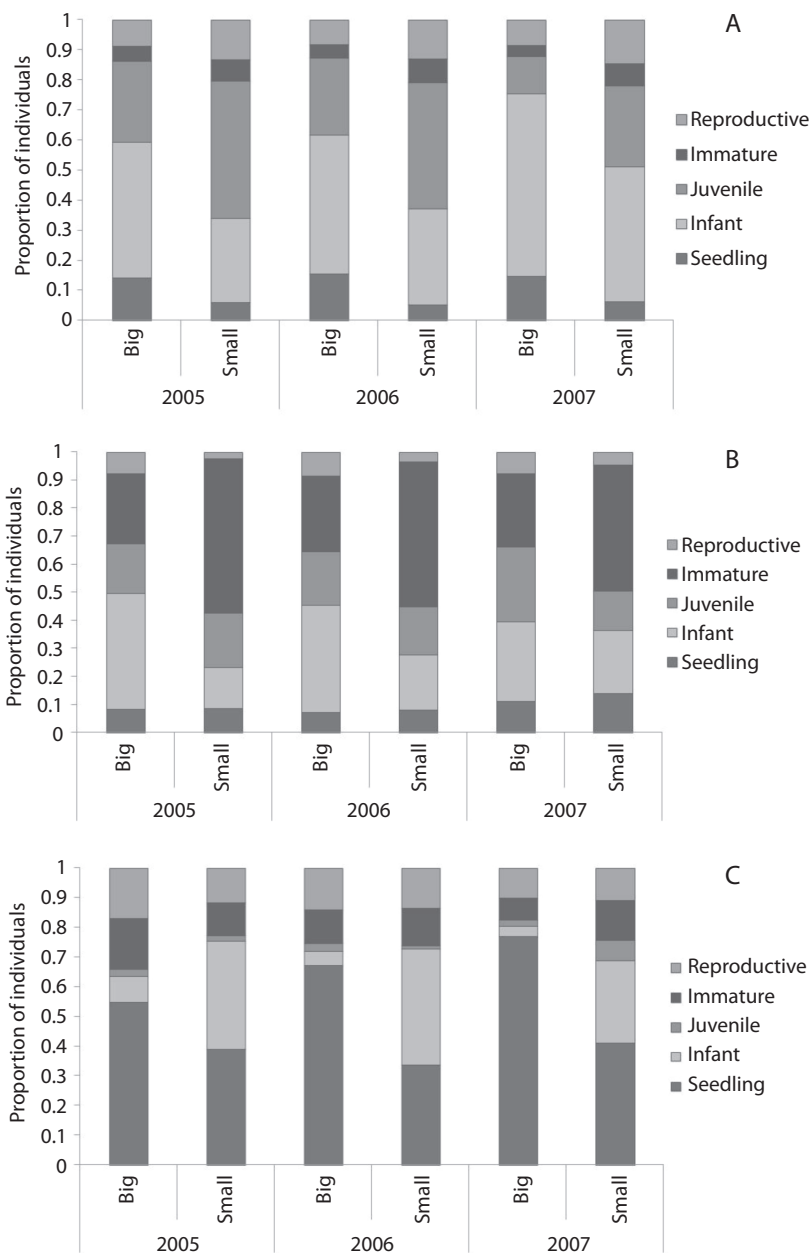 A
Proportion of individuals
1
0.9
0.8
0.7
0.6
0.5
0.4
0.3
0.2
0.1
0
Reproductive
Immature
Juvenile
Infant
Seedling
Big
Small
Big
Small
Big
Small
2005
2006
2007
B
Proportion of individuals
1
0.9
0.8
0.7
0.6
0.5
0.4
0.3
0.2
0.1
0
Reproductive
Immature
Juvenile
Infant
Seedling
Big
Small
Big
Small
Big
Small
2005
2006
2007
C
Proportion of individuals
1
0.9
0.8
0.7
0.6
0.5
0.4
0.3
0.2
0.1
0
Reproductive
Immature
Juvenile
Infant
Seedling
Big
Small
Big
Small
Big
Small
2005
2006
2007